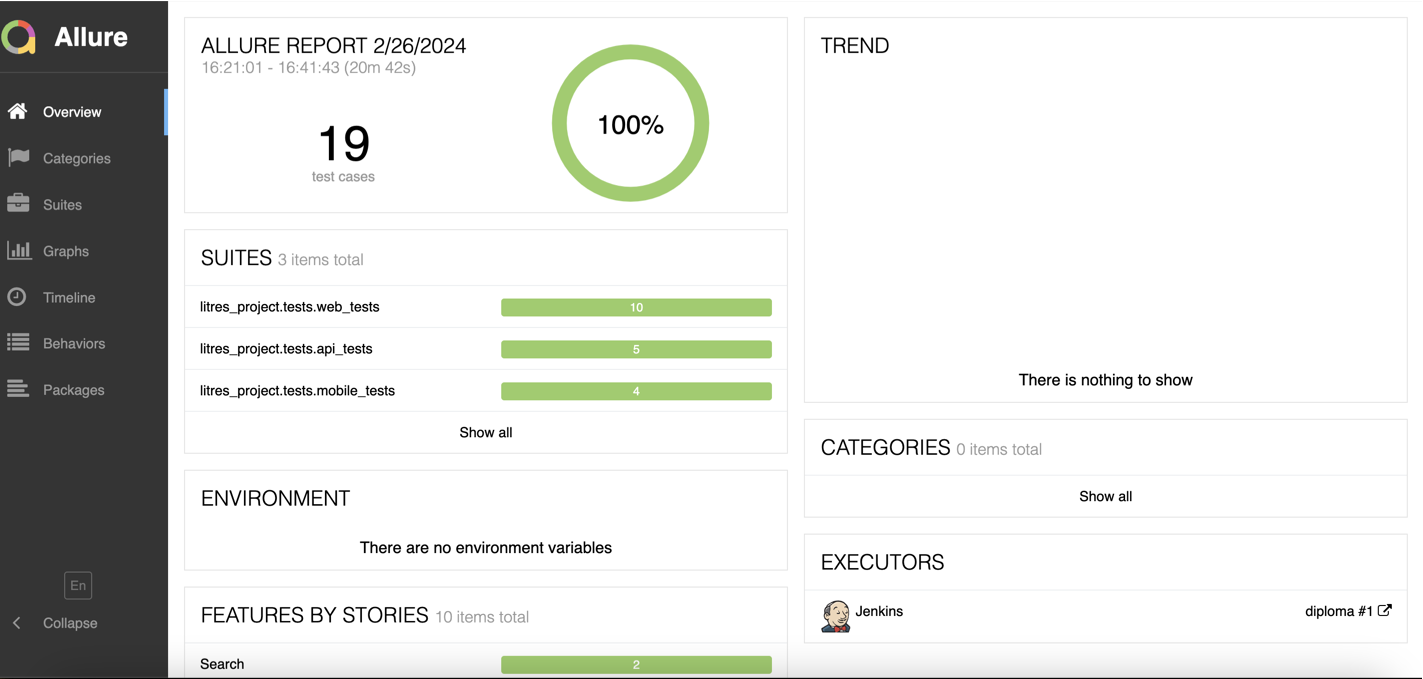 Allure
Overview
Categories
Suites
Graphs
Timeline
Behaviors
Packages
En
Collapse
ALLURE REPORT 2/26/2024
16:21:01 - 16:41:43 (20m 42s)
19
test cases
100%
SUITES 3 items total
litres_project.tests.web_tests 10
litres_project.tests.api_tests 5
litres_project.tests.mobile_tests 4
Show all
ENVIRONMENT
There are no environment variables
FEATURES BY STORIES 10 items total
Search 2
TREND
There is nothing to show
CATEGORIES 0 items total
Show all
EXECUTORS
Jenkins diploma #1